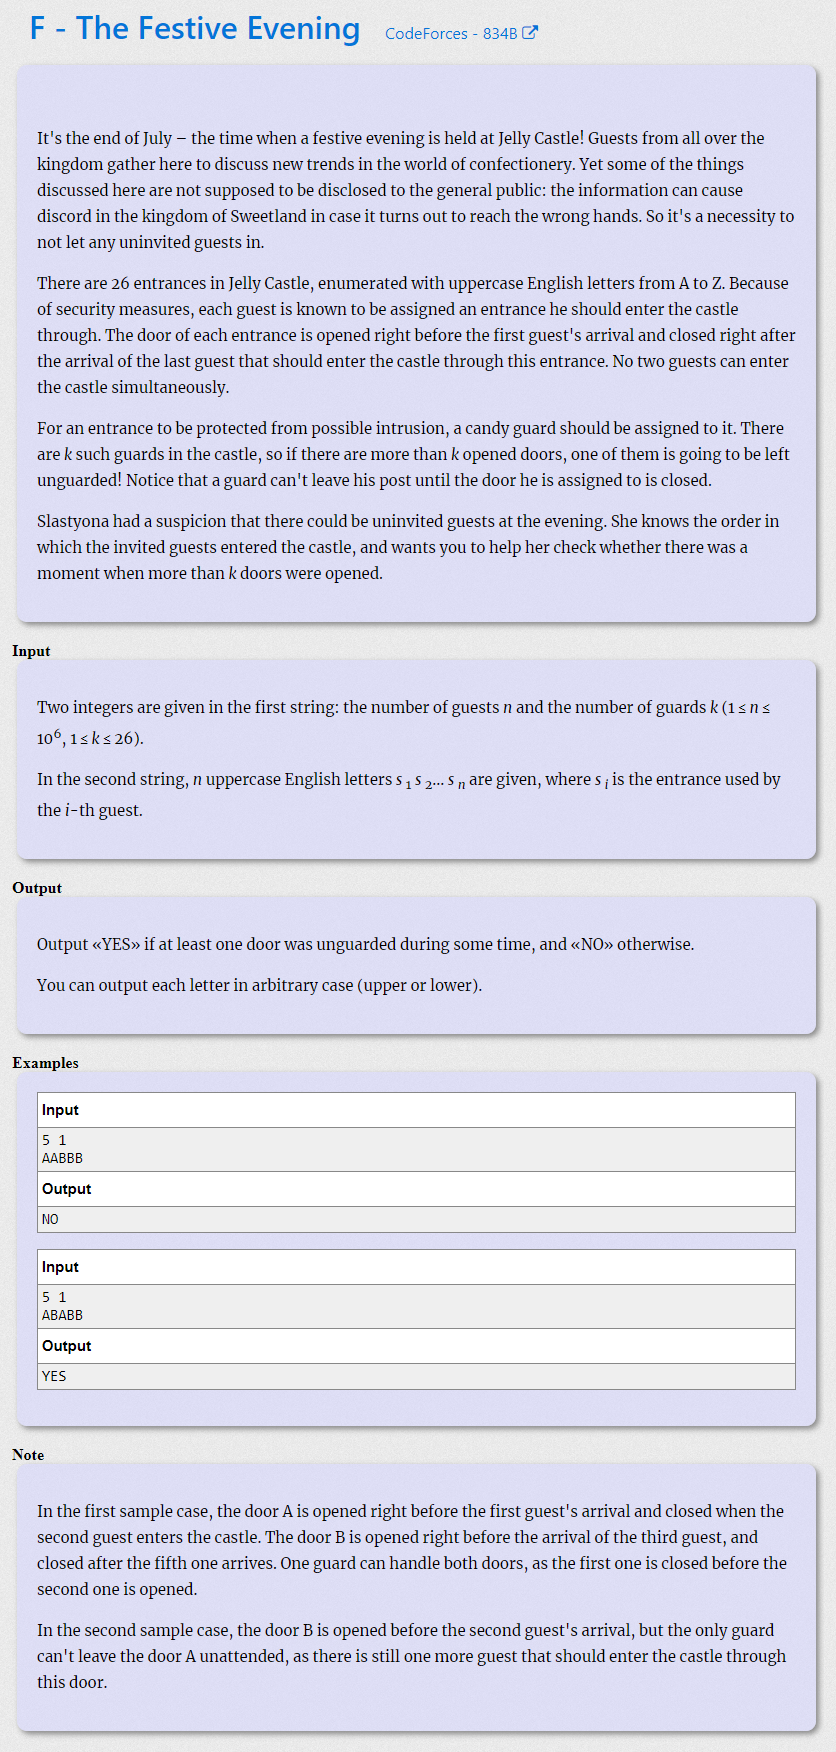 F - The Festive Evening CodeForces - 834B
It's the end of July – the time when a festive evening is held at Jelly Castle! Guests from all over the
kingdom gather here to discuss new trends in the world of confectionery. Yet some of the things
discussed here are not supposed to be disclosed to the general public: the information can cause
discord in the kingdom of Sweetland in case it turns out to reach the wrong hands. So it's a necessity to
not let any uninvited guests in.
There are 26 entrances in Jelly Castle, enumerated with uppercase English letters from A to Z. Because
of security measures, each guest is known to be assigned an entrance he should enter the castle
through. The door of each entrance is opened right before the first guest's arrival and closed right after
the arrival of the last guest that should enter the castle through this entrance. No two guests can enter
the castle simultaneously.
For an entrance to be protected from possible intrusion, a candy guard should be assigned to it. There
are k such guards in the castle, so if there are more than k opened doors, one of them is going to be left
unguarded! Notice that a guard can't leave his post until the door he is assigned to is closed.
Slastyona had a suspicion that there could be uninvited guests at the evening. She knows the order in
which the invited guests entered the castle, and wants you to help her check whether there was a
moment when more than k doors were opened.
Input
Two integers are given in the first string: the number of guests n and the number of guards k (1 ≤ n ≤
10⁶, 1 ≤ k ≤ 26).
In the second string, n uppercase English letters s₁s₂... sₙ are given, where sᵢ is the entrance used by
the i-th guest.
Output
Output «YES» if at least one door was unguarded during some time, and «NO» otherwise.
You can output each letter in arbitrary case (upper or lower).
Examples
Input
5 1
AABBB
Output
NO
Input
5 1
ABABB
Output
YES
Note
In the first sample case, the door A is opened right before the first guest's arrival and closed when the
second guest enters the castle. The door B is opened right before the arrival of the third guest, and
closed after the fifth one arrives. One guard can handle both doors, as the first one is closed before the
second one is opened.
In the second sample case, the door B is opened before the second guest's arrival, but the only guard
can't leave the door A unattended, as there is still one more guest that should enter the castle through
this door.